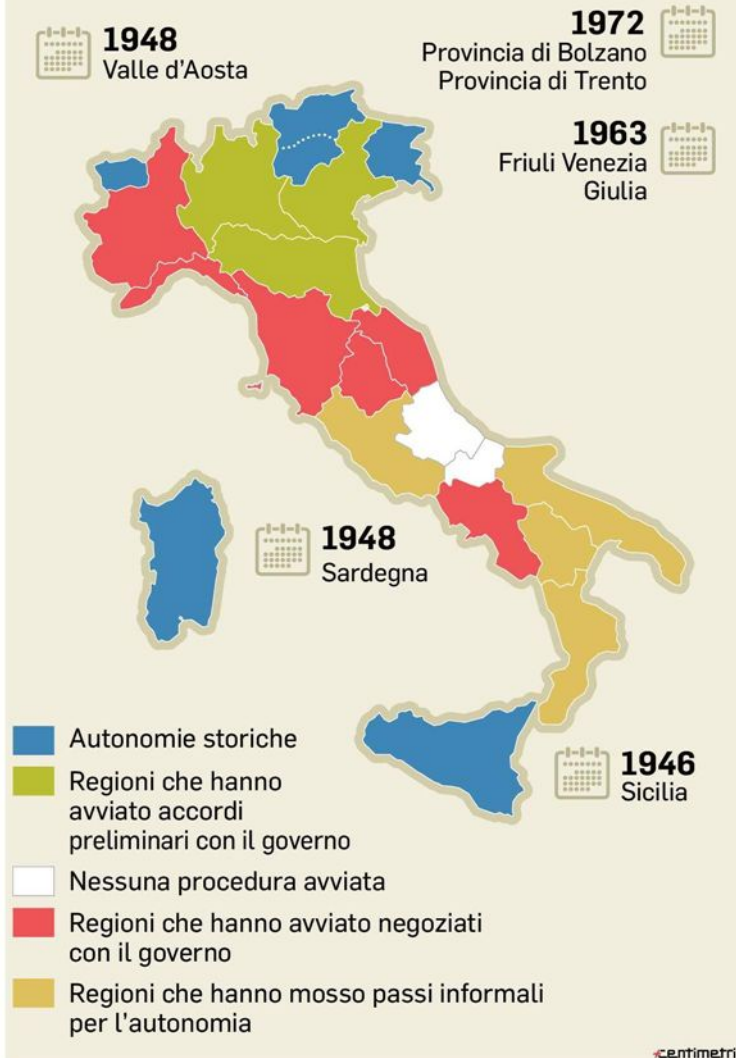 1948
Valle d'Aosta
1972
Provincia di Bolzano
Provincia di Trento
1963
Friuli Venezia
Giulia
1948
Sardegna
1946
Sicilia
Autonomie storiche
Regioni che hanno
avviato accordi
preliminari con il governo
Nessuna procedura avviata
Regioni che hanno avviato negoziati
con il governo
Regioni che hanno mosso passi informali
per l'autonomia
centimetri